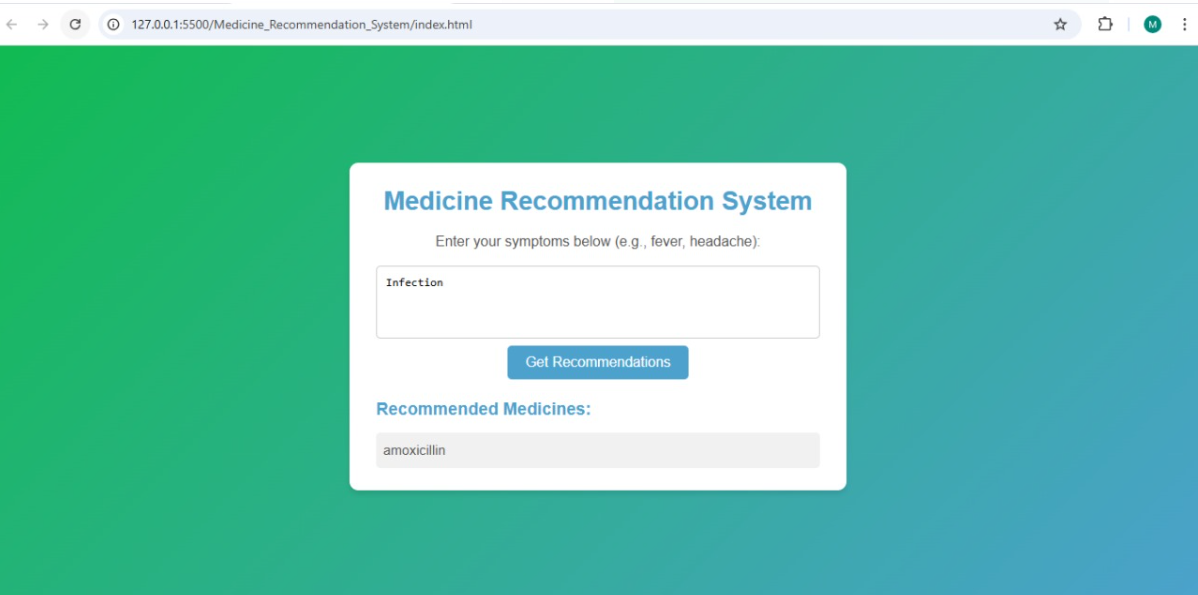 127.0.0.1:5500/Medicine_Recommendation_System/index.html
M
Medicine Recommendation System
Enter your symptoms below (e.g., fever, headache):
Infection
Get Recommendations
Recommended Medicines:
amoxicillin